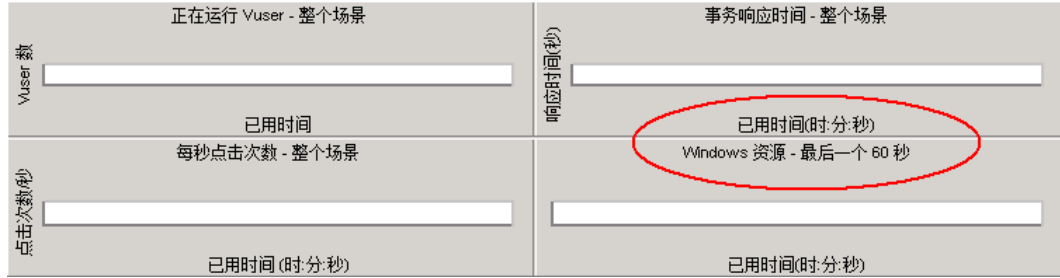 正在运行 Vuser - 整个场景
Vuser 数
已用时间
事务响应时间 - 整个场景
响应时间(秒)
已用时间(时:分:秒)
每秒点击次数 - 整个场景
点击次数/秒
已用时间 (时:分:秒)
Windows 资源 - 最后一个 60 秒
已用时间(时:分:秒)